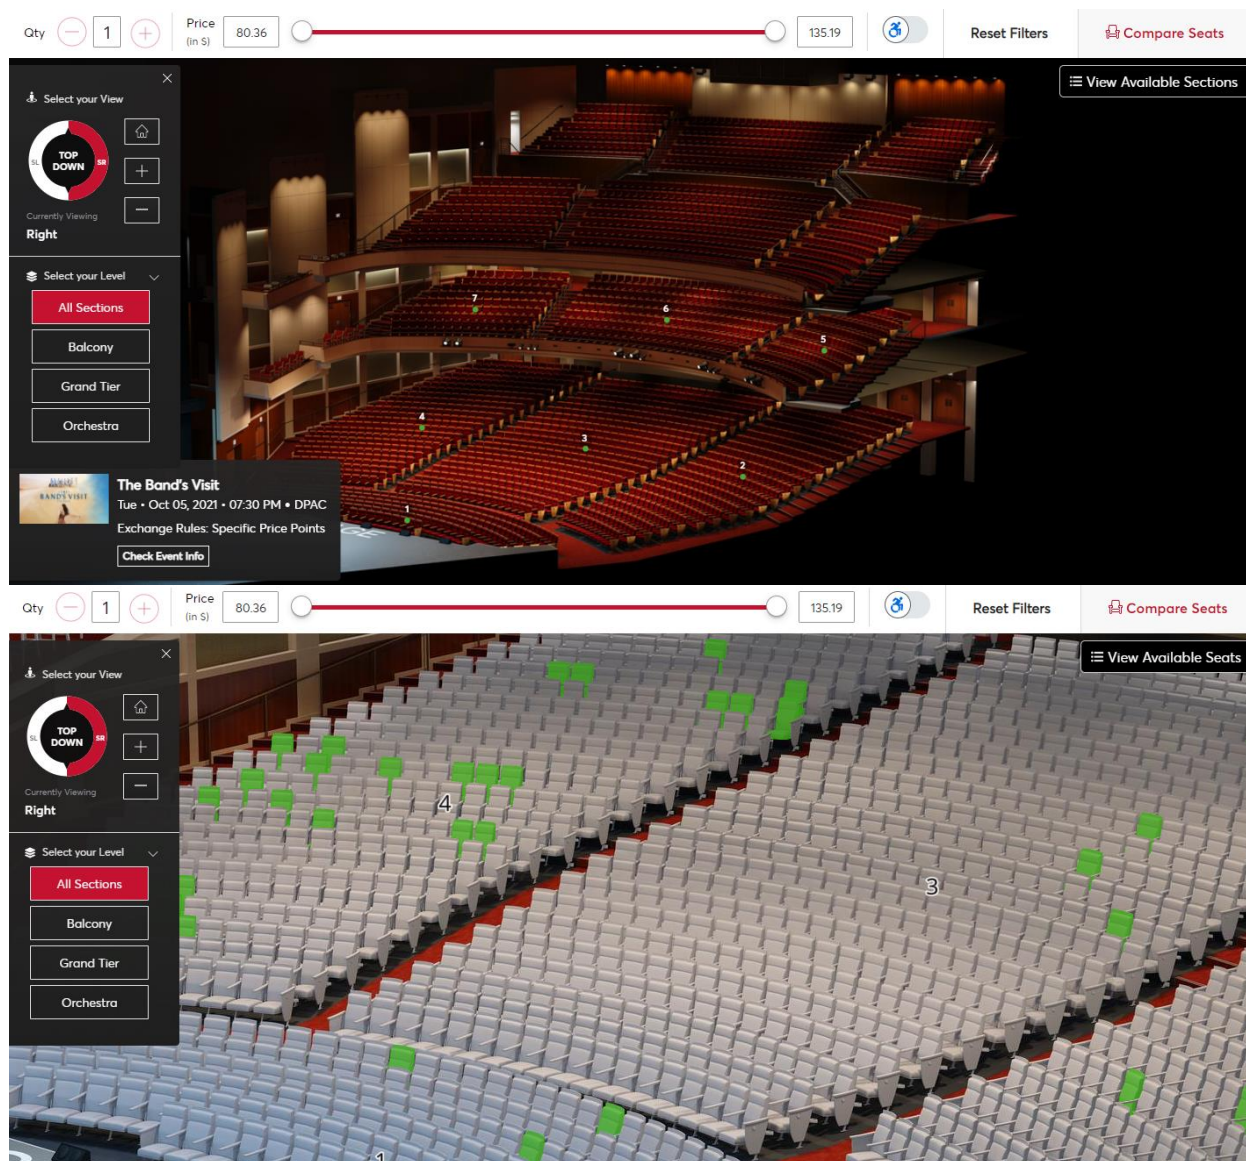 Qty
1
Price
(in $)
80.36
135.19
Reset Filters
Compare Seats
Select your View
SL
TOP
DOWN
SR
Currently Viewing
Right
Select your Level
All Sections
Balcony
Grand Tier
Orchestra
View Available Sections
7
6
5
4
3
2
1
BAND'S VISIT
The Band's Visit
Tue • Oct 05, 2021 • 07:30 PM • DPAC
Exchange Rules: Specific Price Points
Check Event Info
Qty
1
Price
(in $)
80.36
135.19
Reset Filters
Compare Seats
Select your View
SL
TOP
DOWN
SR
Currently Viewing
Right
Select your Level
All Sections
Balcony
Grand Tier
Orchestra
View Available Seats
4
3
1